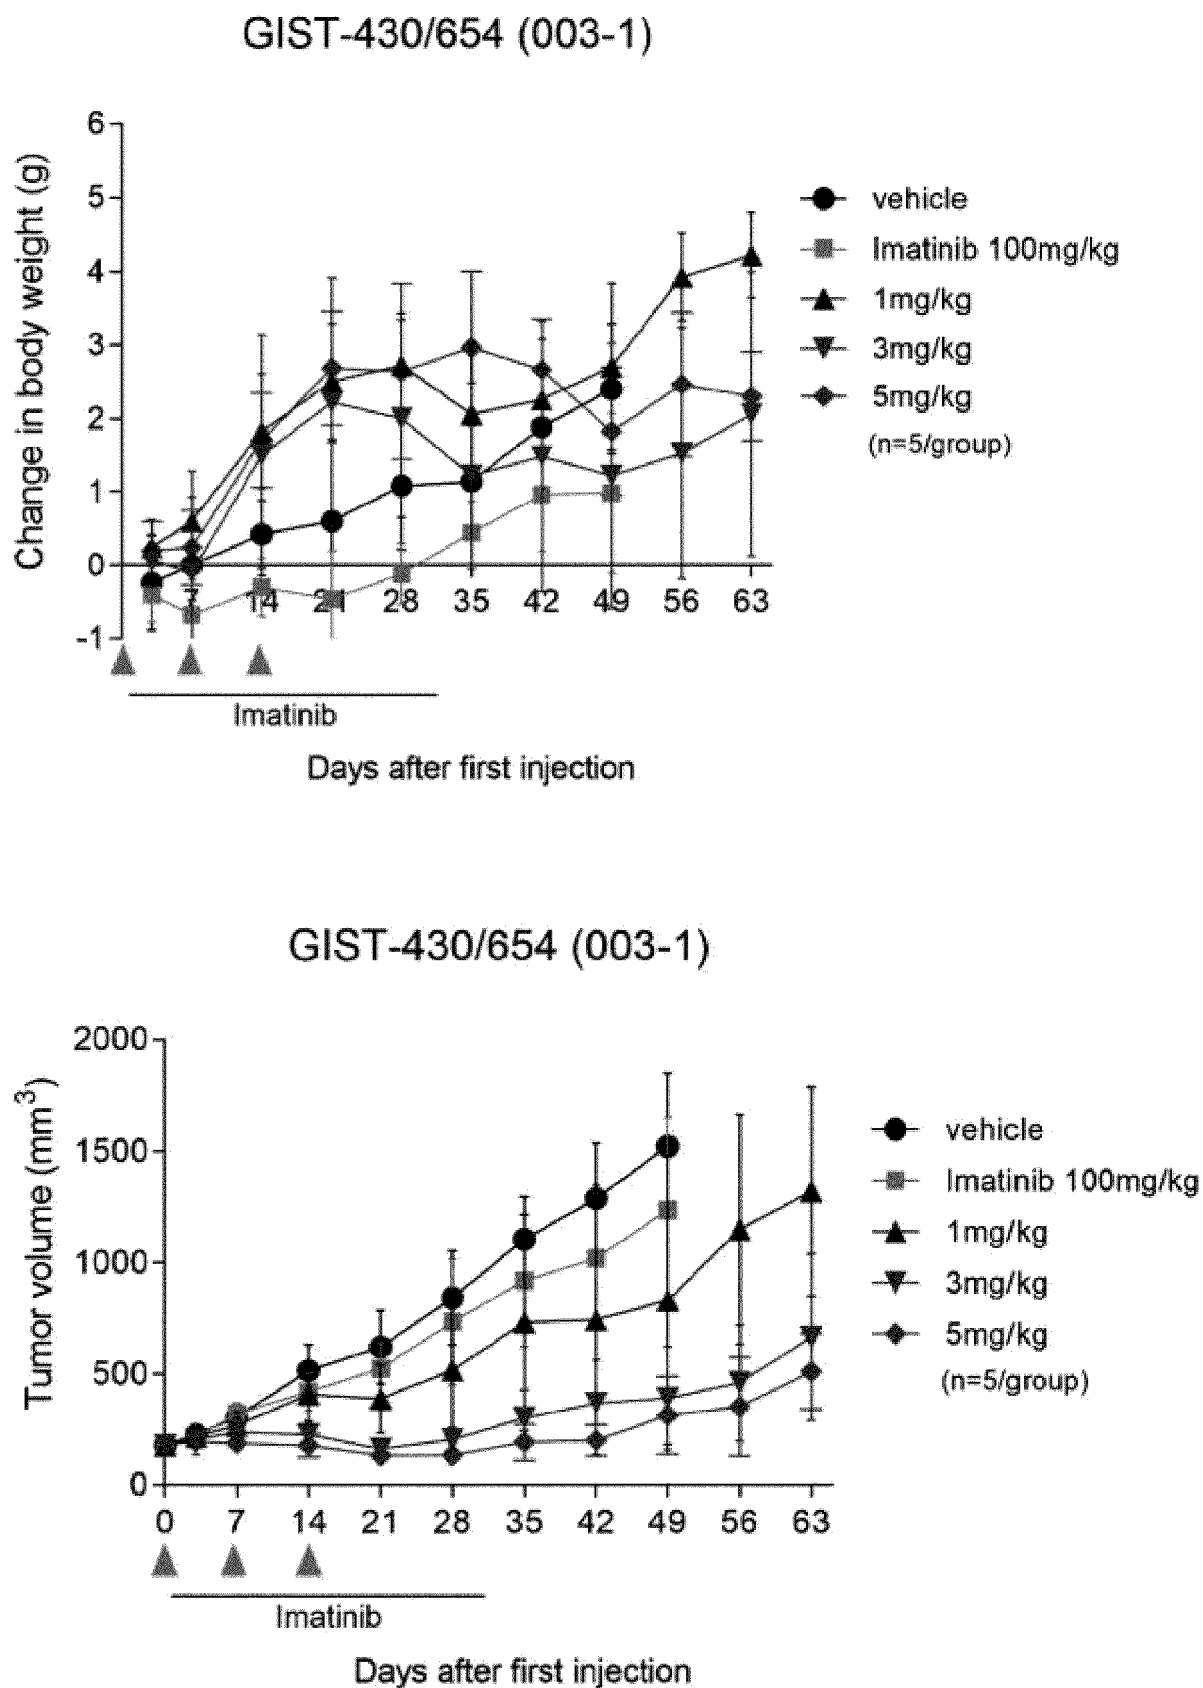 GIST-430/654 (003-1)
Change in body weight (g)
6
5
4
3
2
1
0
-1
7
14
21
28
35
42
49
56
63
vehicle
Imatinib 100mg/kg
1mg/kg
3mg/kg
5mg/kg
(n=5/group)
Imatinib
Days after first injection
GIST-430/654 (003-1)
Tumor volume (mm³)
2000
1500
1000
500
0
0
7
14
21
28
35
42
49
56
63
vehicle
Imatinib 100mg/kg
1mg/kg
3mg/kg
5mg/kg
(n=5/group)
Imatinib
Days after first injection